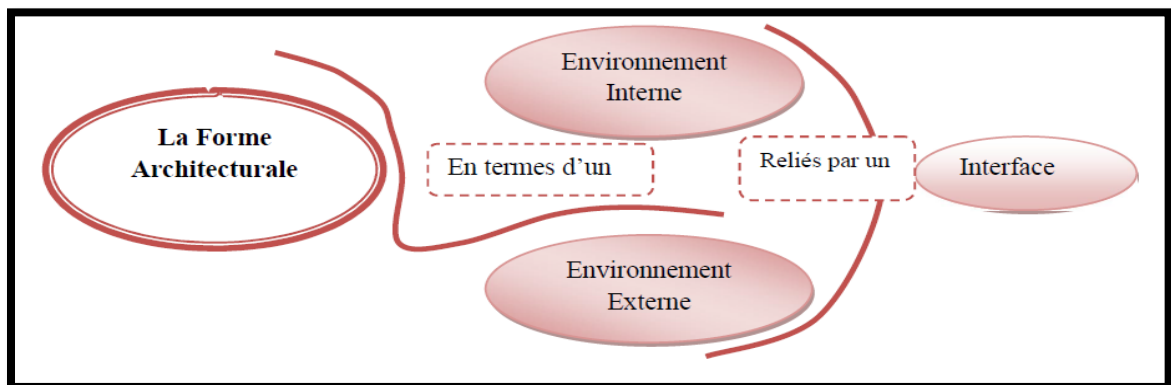 La Forme
Architecturale
Environnement
Interne
En termes d’un
Reliés par un
Interface
Environnement
Externe